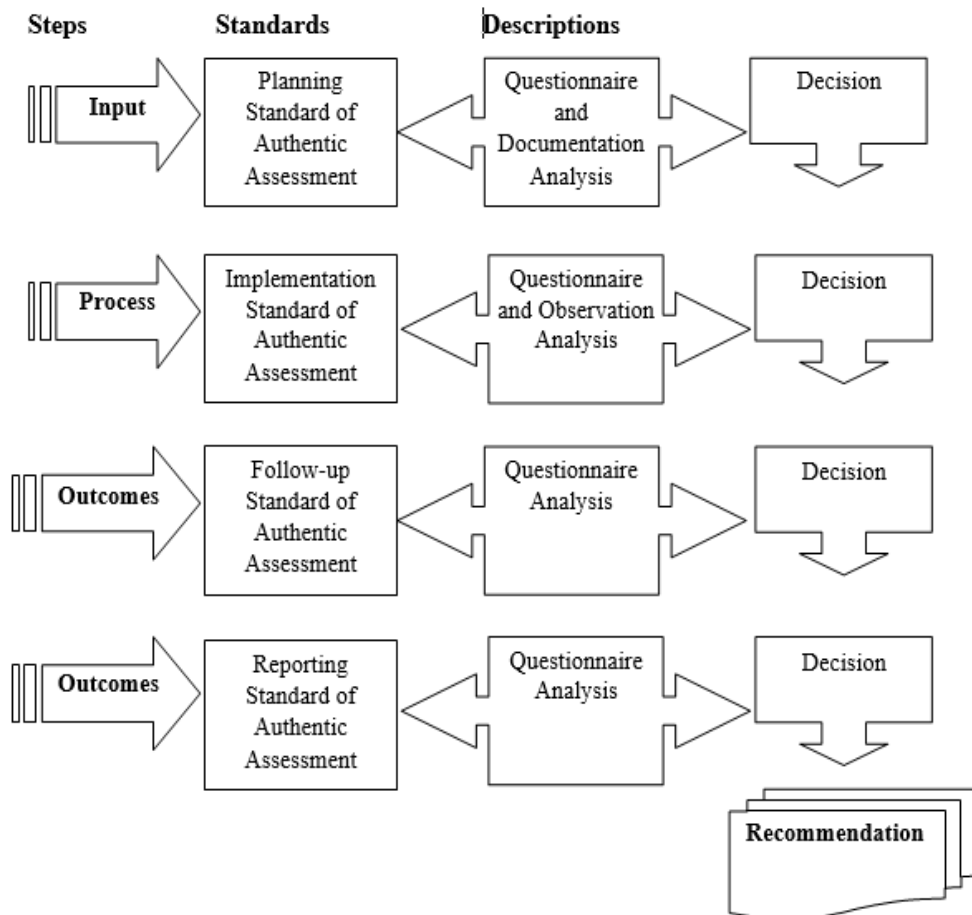 Steps
Standards
Descriptions
Input
Planning
Standard of
Authentic
Assessment
Questionnaire
and
Documentation
Analysis
Decision
Process
Implementation
Standard of
Authentic
Assessment
Questionnaire
and Observation
Analysis
Decision
Outcomes
Follow-up
Standard of
Authentic
Assessment
Questionnaire
Analysis
Decision
Outcomes
Reporting
Standard of
Authentic
Assessment
Questionnaire
Analysis
Decision
Recommendation